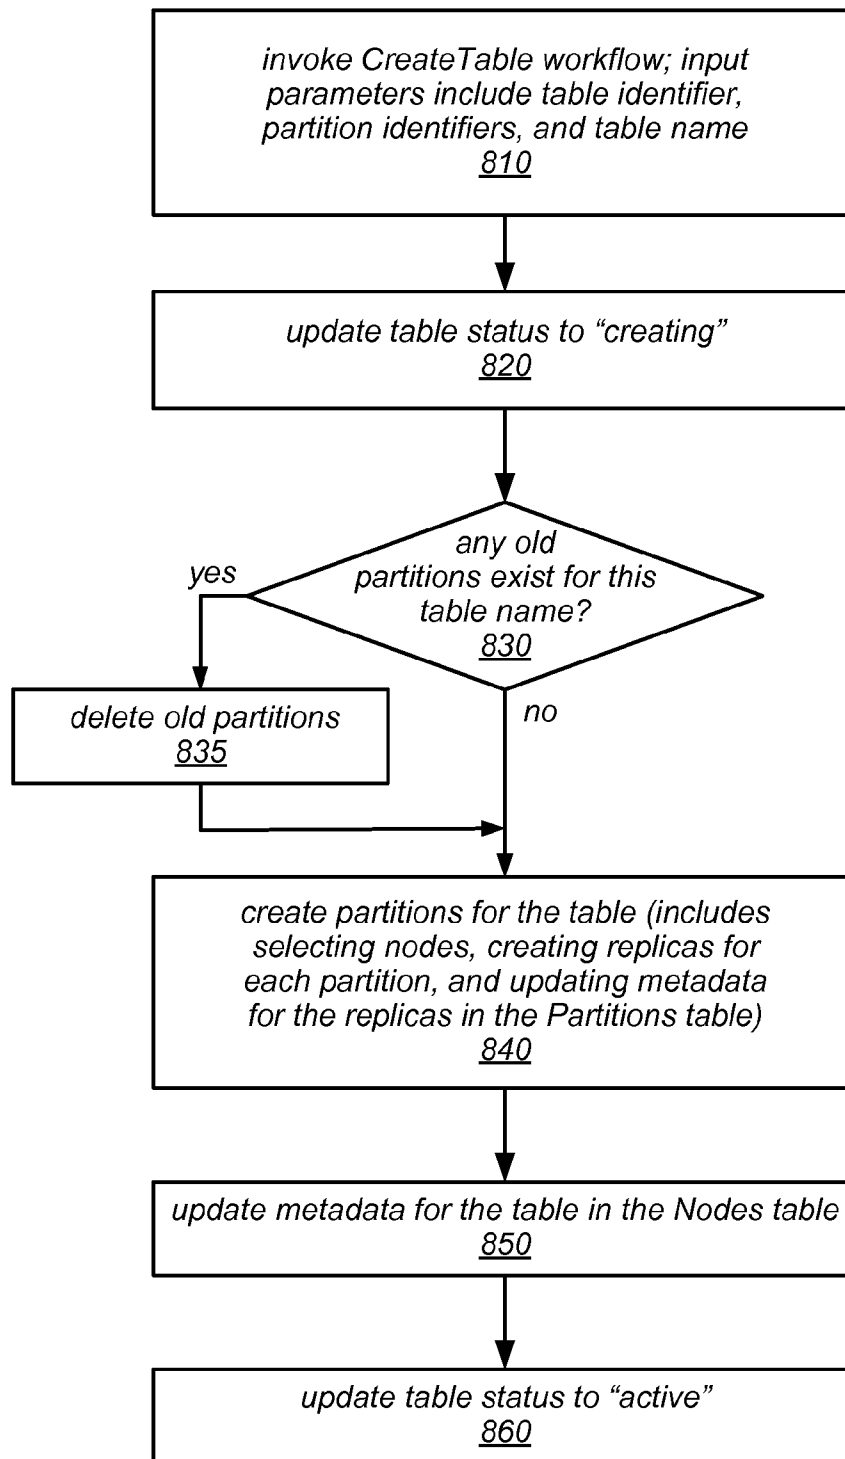 invoke CreateTable workflow; input
parameters include table identifier,
partition identifiers, and table name
810
update table status to “creating”
820
any old
partitions exist for this
table name?
830
yes
no
delete old partitions
835
create partitions for the table (includes
selecting nodes, creating replicas for
each partition, and updating metadata
for the replicas in the Partitions table)
840
update metadata for the table in the Nodes table
850
update table status to “active”
860